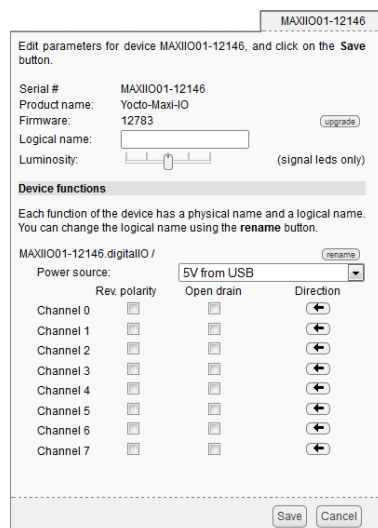 MAXIIO01-12146
Edit parameters for device MAXIIO01-12146, and click on the Save
button.
Serial # MAXIIO01-12146
Product name: Yocto-Maxi-IO
Firmware: 12783 upgrade
Logical name:
Luminosity: (signal leds only)
Device functions
Each function of the device has a physical name and a logical name.
You can change the logical name using the rename button.
MAXIIO01-12146.digitalIO / rename
Power source: 5V from USB
Rev. polarity Open drain Direction
Channel 0
Channel 1
Channel 2
Channel 3
Channel 4
Channel 5
Channel 6
Channel 7
Save Cancel